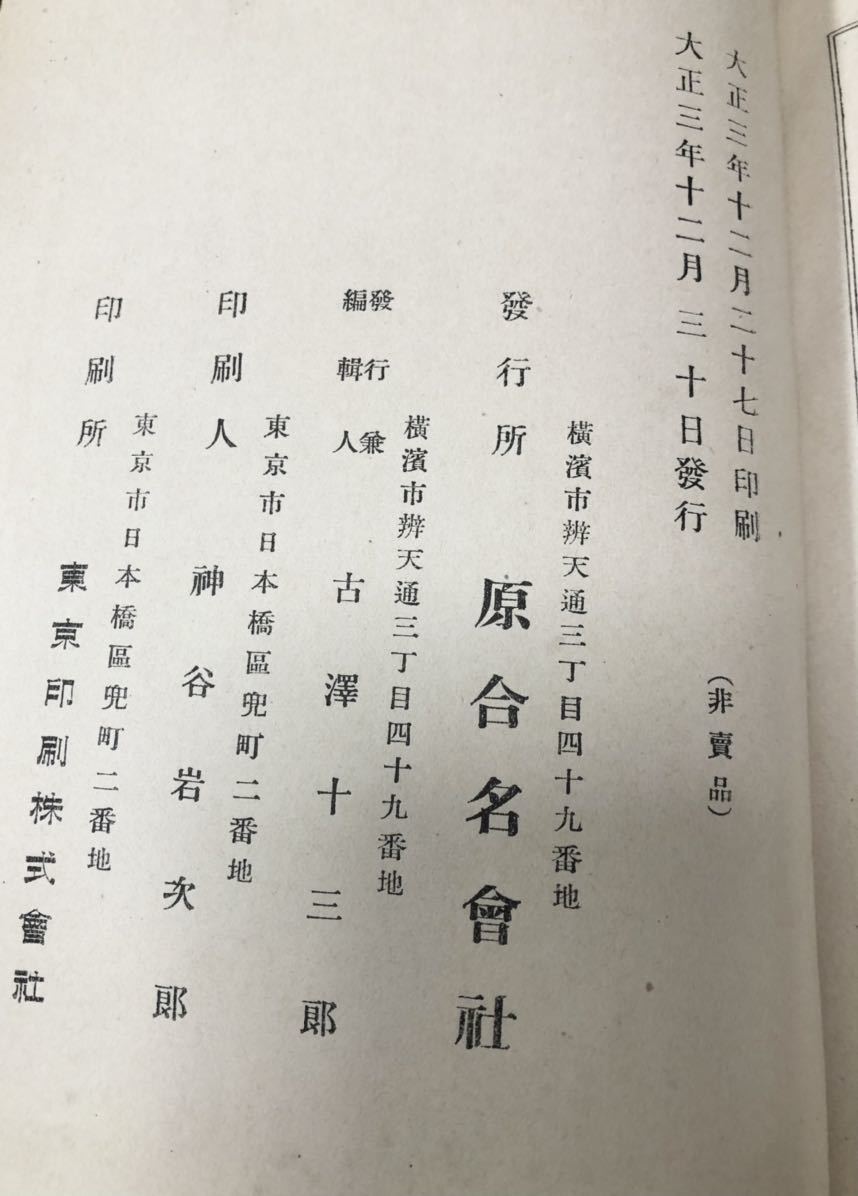 大正三年十二月二十七日印刷
大正三年十二月三十日發行
(非賣品)
橫濱市辨天通三丁目四十九番地
發行所
原合名會社
橫濱市辨天通三丁目四十九番地
發行兼
編輯人
古澤十三郎
東京市日本橋區兜町二番地
印刷人
神谷岩次郎
東京市日本橋區兜町二番地
印刷所
東京印刷株式會社